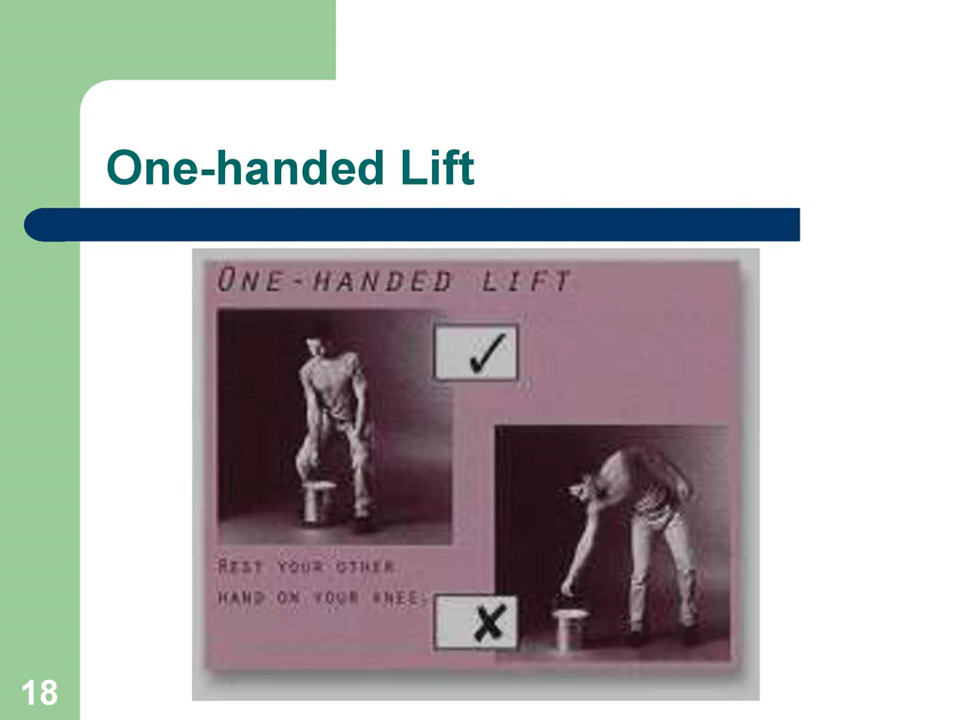 One-handed Lift
ONE-HANDED LIFT
REST YOUR OTHER
HAND ON YOUR KNEE.
18